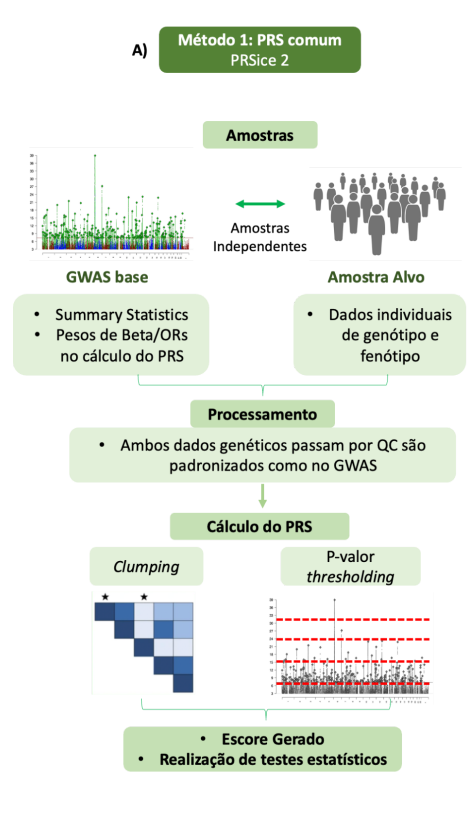 A)
Método 1: PRS comum
PRSice 2
Amostras
Amostras
Independentes
GWAS base
Amostra Alvo
• Summary Statistics
• Pesos de Beta/ORs
no cálculo do PRS
• Dados individuais
de genótipo e
fenótipo
Processamento
• Ambos dados genéticos passam por QC são
padronizados como no GWAS
Cálculo do PRS
Clumping
P-valor
thresholding
• Escore Gerado
• Realização de testes estatísticos